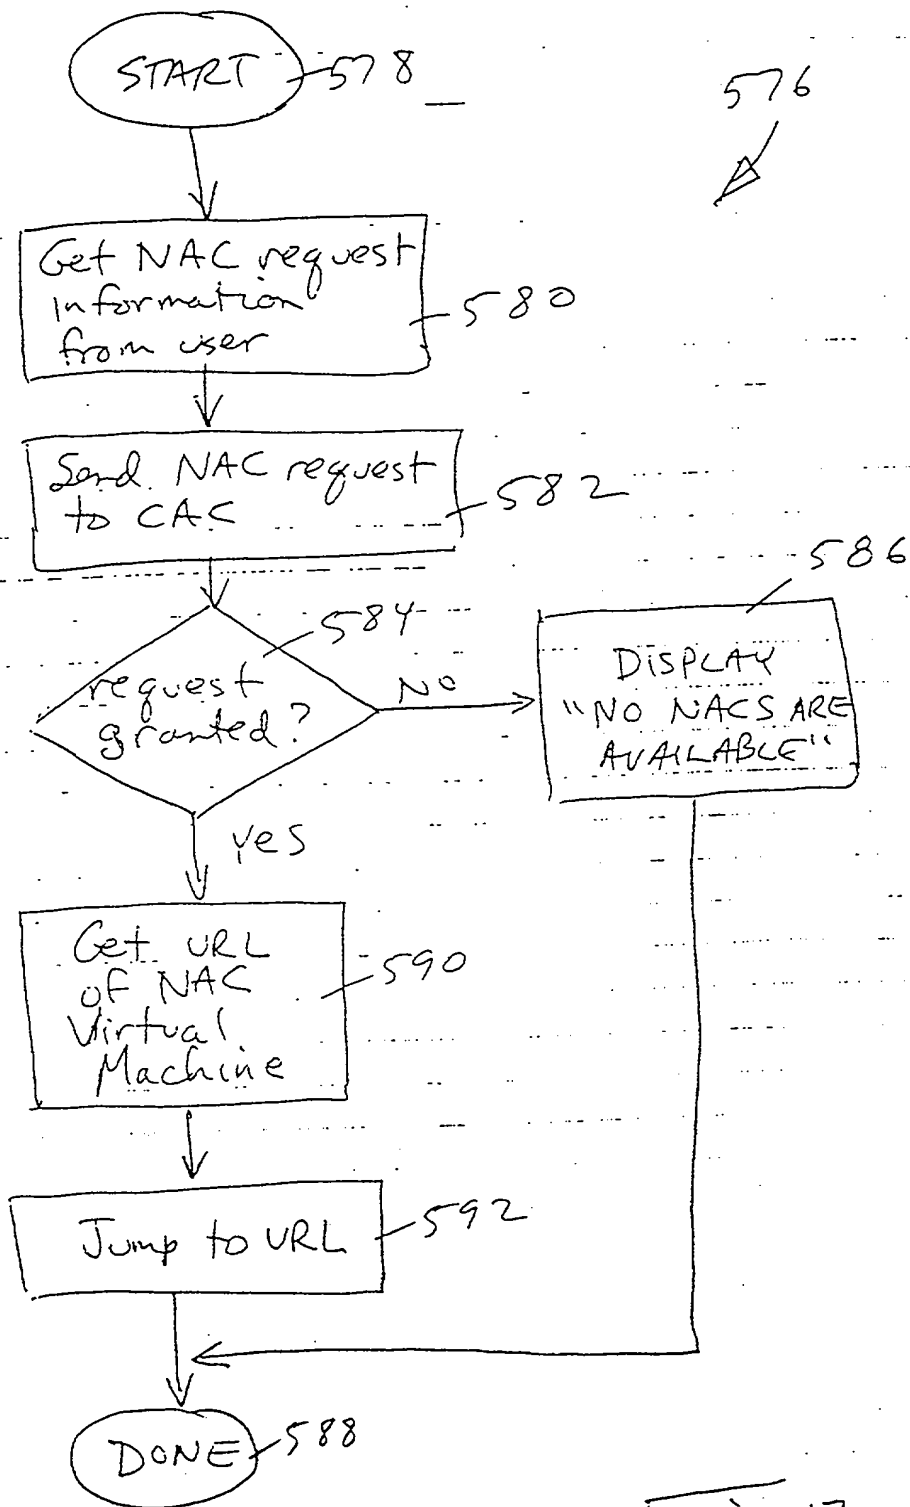 START
578
576
Get NAC request
information
from user
580
Send NAC request
to CAC
582
586
584
request
granted?
NO
DISPLAY
"NO NACS ARE
AVAILABLE"
Yes
Get URL
of NAC
Virtual
Machine
590
Jump to URL
592
DONE
588